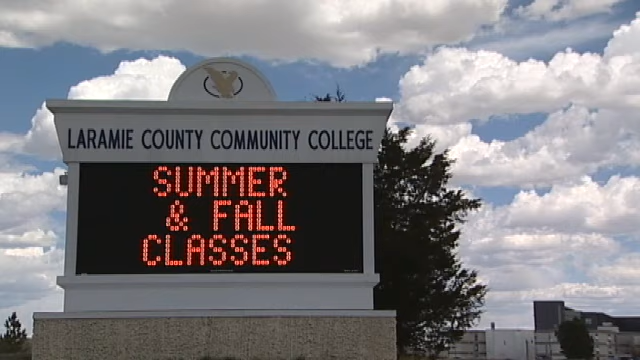 LARAMIE COUNTY COMMUNITY COLLEGE
SUMMER
& FALL
CLASSES